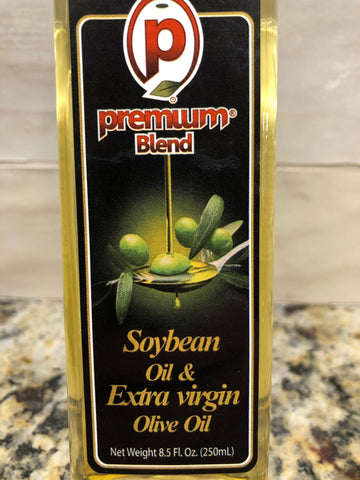 p
premium®
Blend
Soybean
Oil &
Extra virgin
Olive Oil
Net Weight 8.5 Fl. Oz. (250mL)